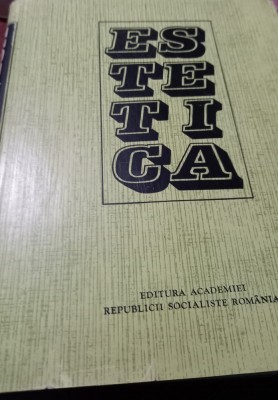 ES
TE
TI
CA
EDITURA ACADEMIEI
REPUBLICII SOCIALISTE ROMÂNIA